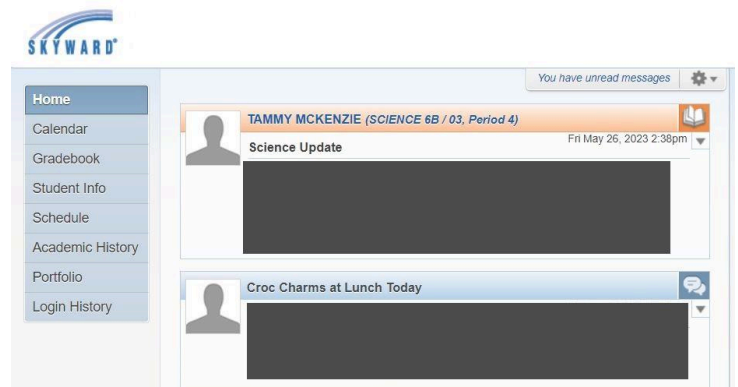 SKYWARD®
You have unread messages
Home
Calendar
Gradebook
Student Info
Schedule
Academic History
Portfolio
Login History
TAMMY MCKENZIE (SCIENCE 6B / 03, Period 4)
Science Update
Fri May 26, 2023 2:38pm
Croc Charms at Lunch Today